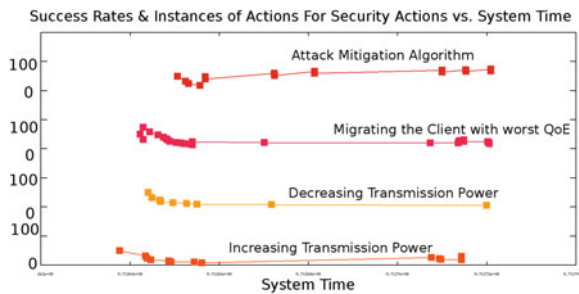 Success Rates & Instances of Actions For Security Actions vs. System Time
100
Attack Mitigation Algorithm
0
100
Migrating the Client with worst QoE
0
100
Decreasing Transmission Power
0
100
Increasing Transmission Power
0
System Time